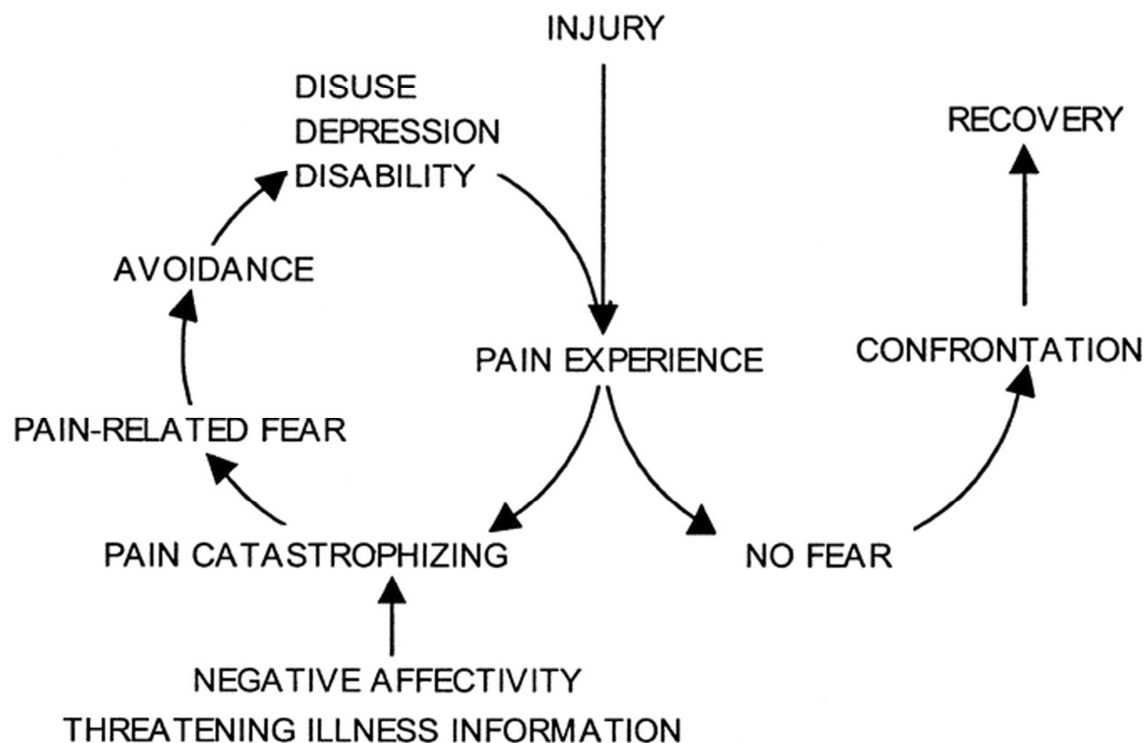 INJURY
DISUSE
DEPRESSION
DISABILITY
RECOVERY
AVOIDANCE
PAIN EXPERIENCE
CONFRONTATION
PAIN-RELATED FEAR
PAIN CATASTROPHIZING
NO FEAR
NEGATIVE AFFECTIVITY
THREATENING ILLNESS INFORMATION